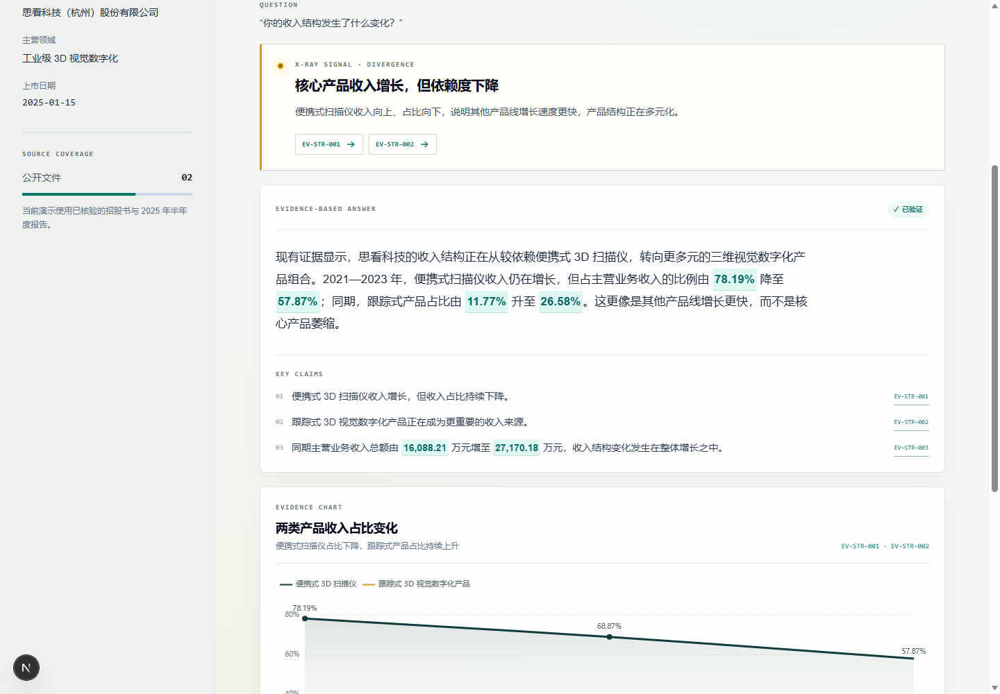 思看科技（杭州）股份有限公司
主营领域
工业级 3D 视觉数字化
上市日期
2025-01-15
SOURCE COVERAGE
公开文件 02
当前演示使用已核验的招股书与 2025 年半年
度报告。
QUESTION
“你的收入结构发生了什么变化？”
X-RAY SIGNAL · DIVERGENCE
核心产品收入增长，但依赖度下降
便携式扫描仪收入向上、占比向下，说明其他产品线增长速度更快，产品结构正在多元化。
EV-STR-001 → EV-STR-002 →
EVIDENCE-BASED ANSWER ✓ 已验证
现有证据显示，思看科技的收入结构正在从较依赖便携式 3D 扫描仪，转向更多元的三维视觉数字化产
品组合。2021—2023 年，便携式扫描仪收入仍在增长，但占主营业务收入的比例由 78.19% 降至
57.87%；同期，跟踪式产品占比由 11.77% 升至 26.58%。这更像是其他产品线增长更快，而不是核
心产品萎缩。
KEY CLAIMS
01 便携式 3D 扫描仪收入增长，但收入占比持续下降。 EV-STR-001
02 跟踪式 3D 视觉数字化产品正在成为更重要的收入来源。 EV-STR-002
03 同期主营业务收入总额由 16,088.21 万元增至 27,170.18 万元，收入结构变化发生在整体增长之中。 EV-STR-003
EVIDENCE CHART
两类产品收入占比变化
便携式扫描仪占比下降，跟踪式产品占比持续上升 EV-STR-001 · EV-STR-002
便携式 3D 扫描仪 跟踪式 3D 视觉数字化产品
78.19%
80%
68.87%
60%
57.87%
40%
N